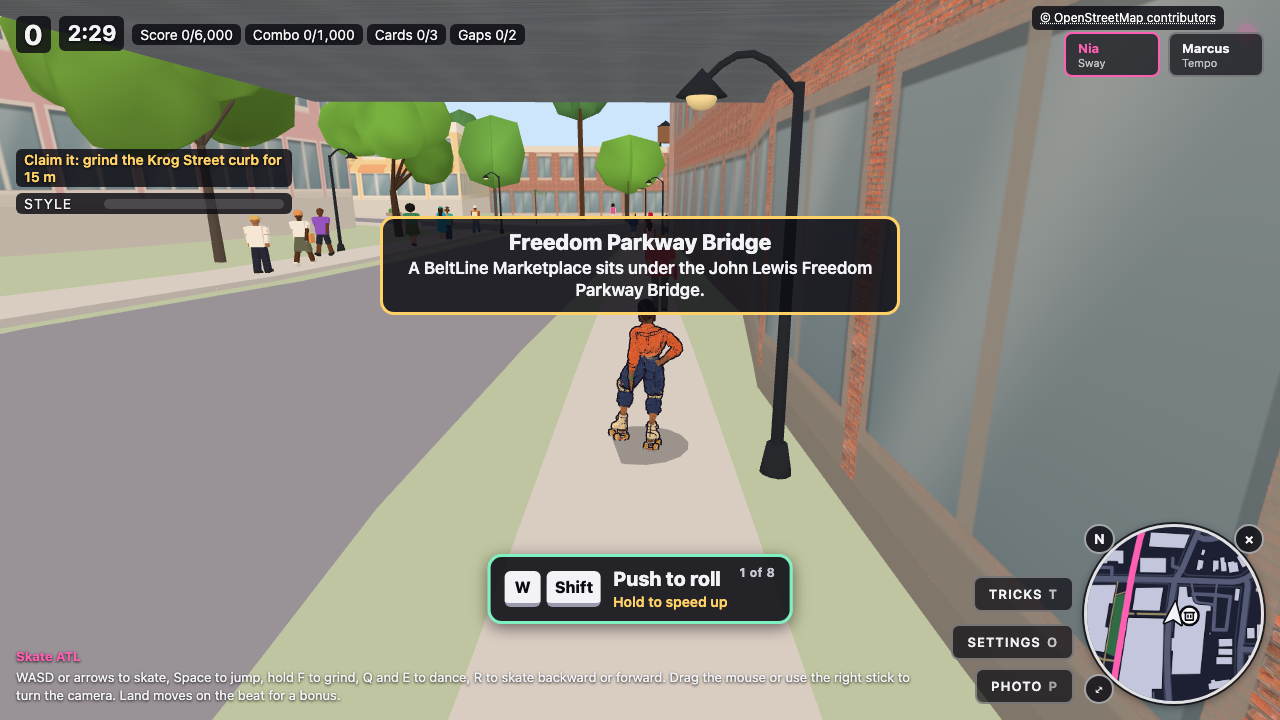 0
2:29
Score 0/6,000
Combo 0/1,000
Cards 0/3
Gaps 0/2
© OpenStreetMap contributors
Nia
Sway
Marcus
Tempo
Claim it: grind the Krog Street curb for
15 m
STYLE
Freedom Parkway Bridge
A BeltLine Marketplace sits under the John Lewis Freedom
Parkway Bridge.
W
Shift
Push to roll
1 of 8
Hold to speed up
N
×
TRICKS T
SETTINGS O
PHOTO P
Skate ATL
WASD or arrows to skate, Space to jump, hold F to grind, Q and E to dance, R to skate backward or forward. Drag the mouse or use the right stick to
turn the camera. Land moves on the beat for a bonus.